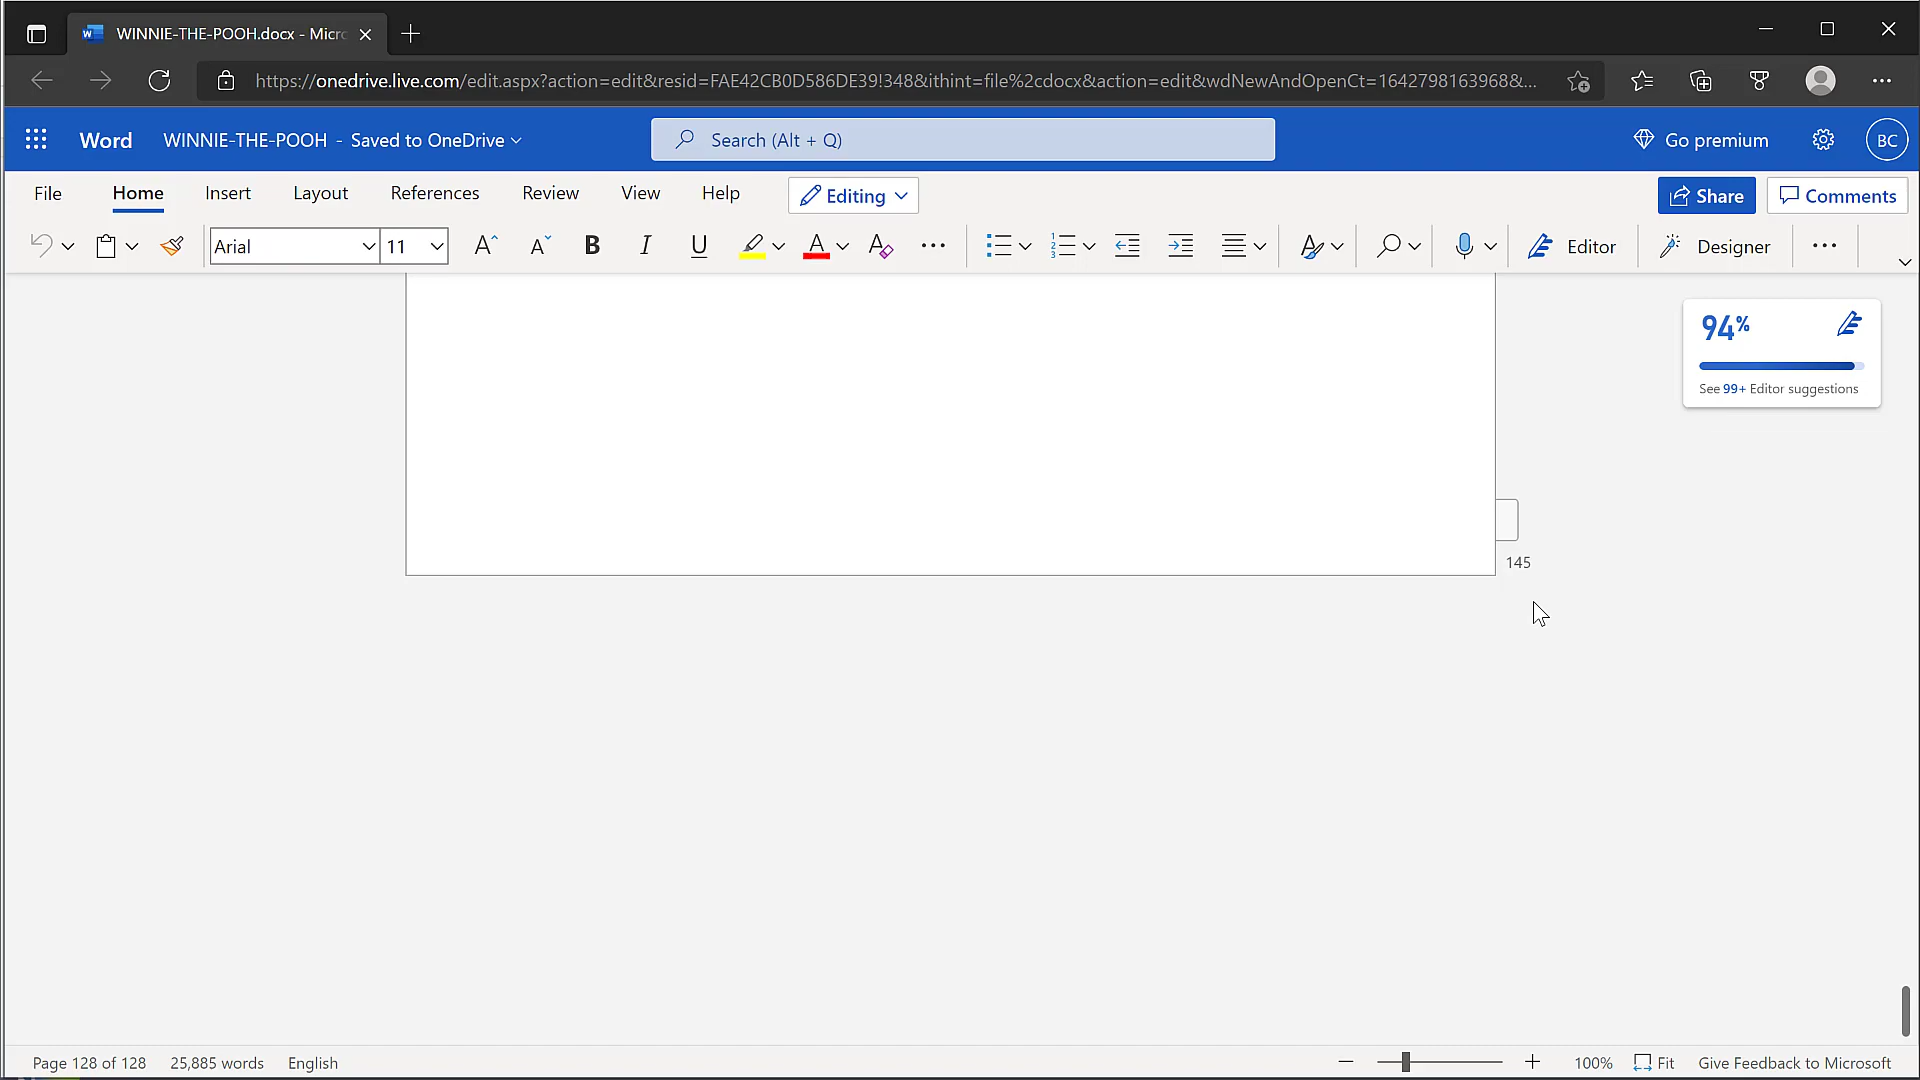 WINNIE-THE-POOH.docx - Micro
https://onedrive.live.com/edit.aspx?action=edit&resid=FAE42CB0D586DE39!348&ithint=file%2cdocx&action=edit&wdNewAndOpenCt=1642798163968&...
Word WINNIE-THE-POOH - Saved to OneDrive Search (Alt + Q) Go premium BC
File Home Insert Layout References Review View Help Editing Share Comments
Arial 11 B I U Editor Designer
94%
See 99+ Editor suggestions
145
Page 128 of 128 25,885 words English 100% Fit Give Feedback to Microsoft